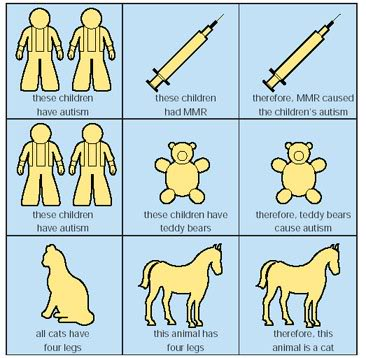 these children
have autism
these children
had MMR
therefore, MMR caused
the children's autism
these children
have autism
these children have
teddy bears
therefore, teddy bears
cause autism
all cats have
four legs
this animal has
four legs
therefore, this
animal is a cat